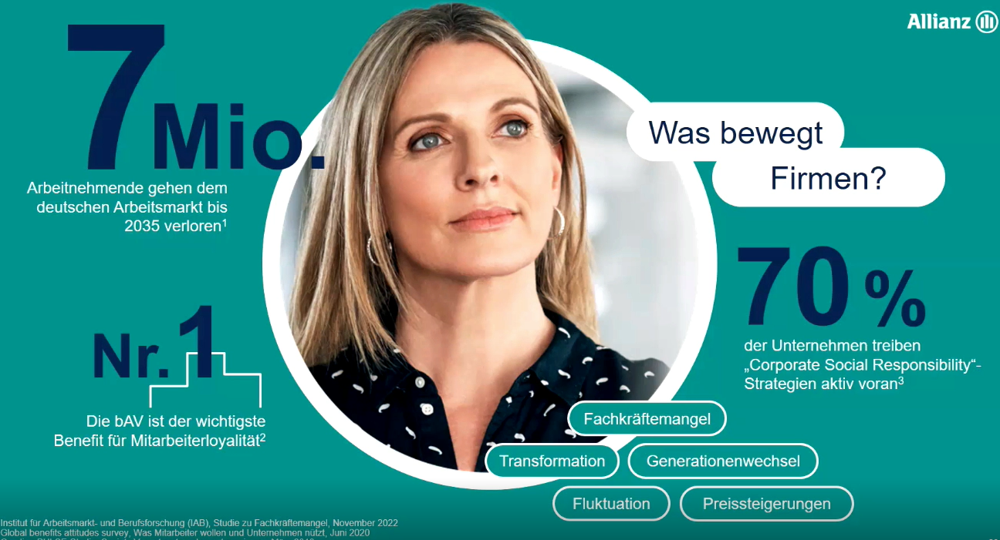 Allianz
7 Mio.
Arbeitnehmende gehen dem
deutschen Arbeitsmarkt bis
2035 verloren¹
Was bewegt
Firmen?
70 %
der Unternehmen treiben
„Corporate Social Responsibility“-
Strategien aktiv voran³
Nr. 1
Die bAV ist der wichtigste
Benefit für Mitarbeiterloyalität²
Fachkräftemangel
Transformation
Generationenwechsel
Fluktuation
Preissteigerungen
Institut für Arbeitsmarkt- und Berufsforschung (IAB), Studie zu Fachkräftemangel, November 2022
Global benefits attitudes survey, Was Mitarbeiter wollen und Unternehmen nützt, Juni 2020